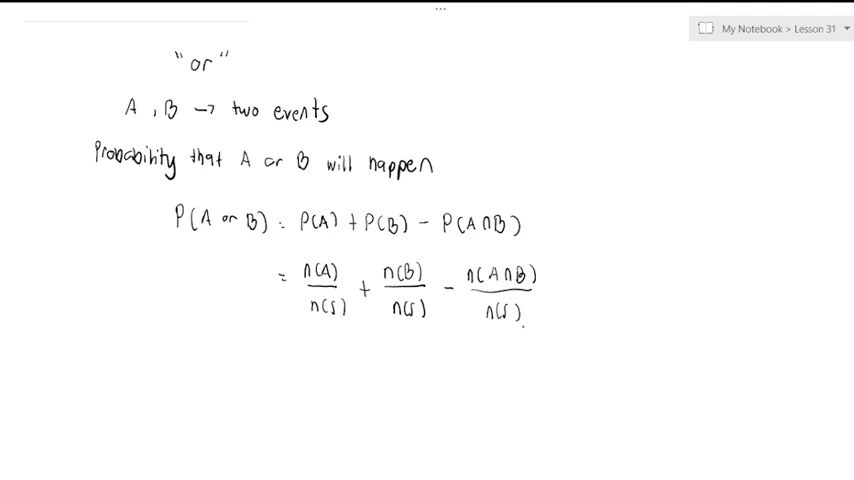 ...
My Notebook > Lesson 31
"or"
A , B → two events
Probability that A or B will happen
P(A or B) = P(A) + P(B) - P(A∩B)
= n(A)/n(S) + n(B)/n(S) - n(A∩B)/n(S)